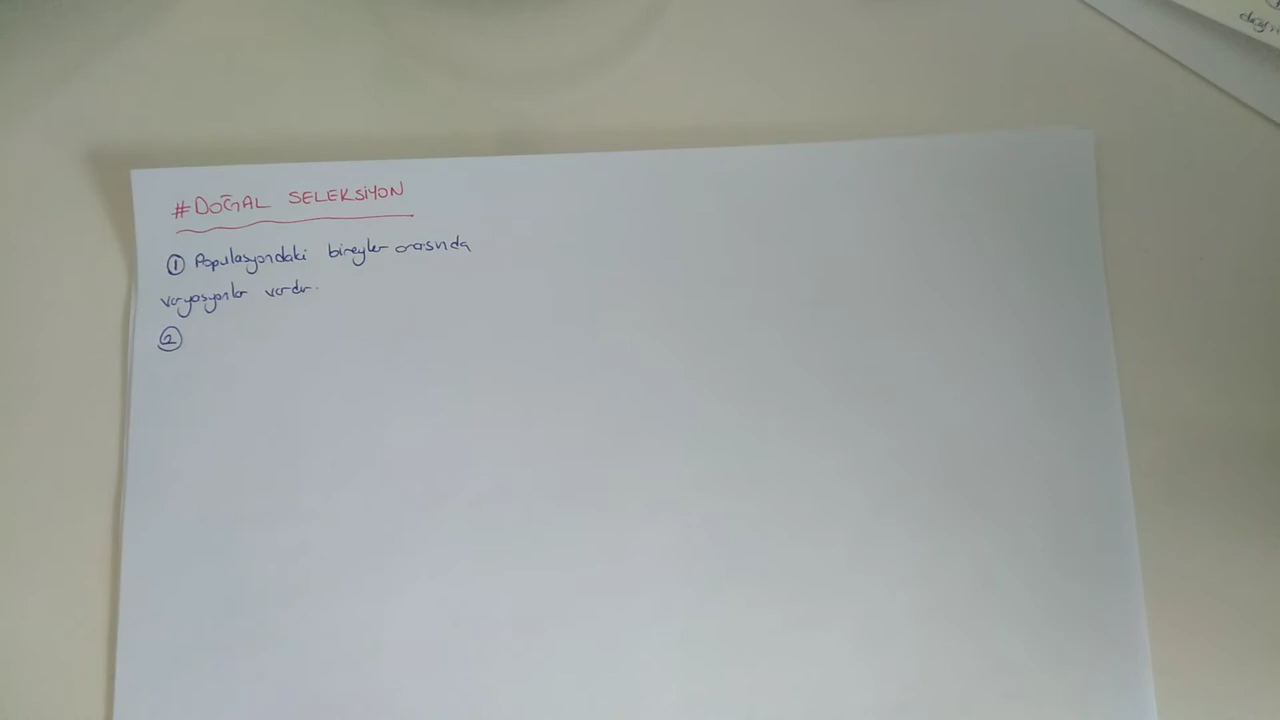 #DOĞAL SELEKSİYON
① Populasyondaki bireyler arasında
varyasyonlar vardır.
②